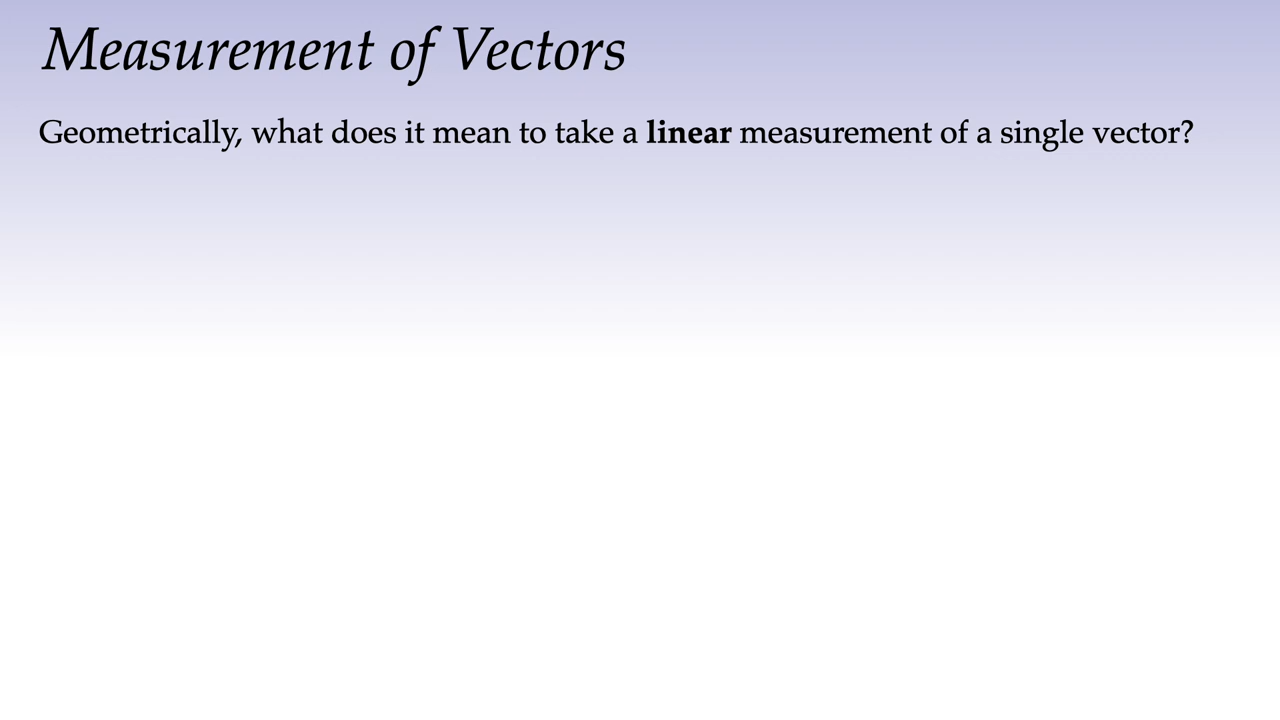 Measurement of Vectors
Geometrically, what does it mean to take a linear measurement of a single vector?